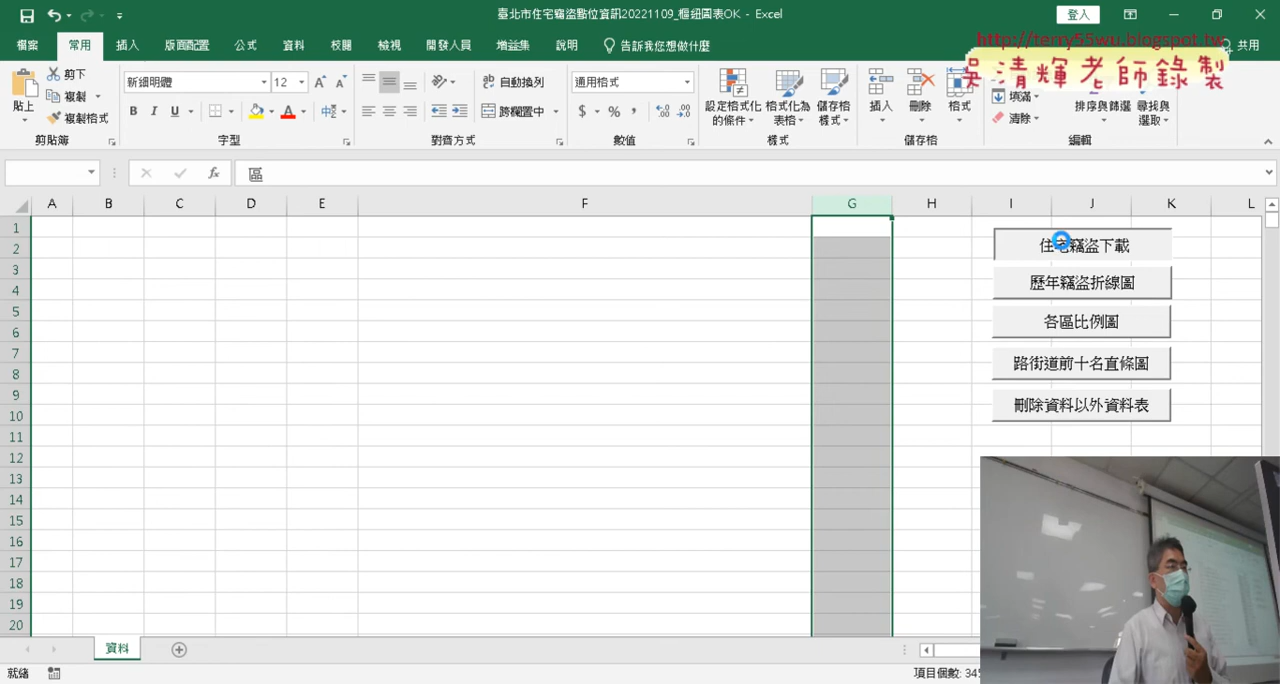 臺北市住宅竊盜點位資訊20221109_樞紐圖表OK - Excel
登入
檔案 常用 插入 版面配置 公式 資料 校閱 檢視 開發人員 增益集 說明 告訴我您想做什麼 共用
http://terry55wu.blogspot.tw
吳清輝老師錄製
貼上 剪下 複製 複製格式 剪貼簿
新細明體 12 B I U A 字型
自動換列 跨欄置中 對齊方式
通用格式 $ % , 數值
設定格式化的條件 格式化為表格 儲存格樣式 樣式
插入 刪除 格式 儲存格
填滿 清除 排序與篩選 尋找與選取 編輯
fx 區
A B C D E F G H I J K L
1
2
3
4
5
6
7
8
9
10
11
12
13
14
15
16
17
18
19
20
住宅竊盜下載
歷年竊盜折線圖
各區比例圖
路街道前十名直條圖
刪除資料以外資料表
資料
就緒
項目個數: 345